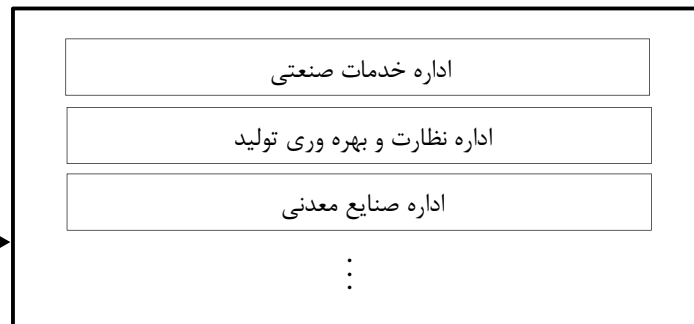 اداره خدمات صنعتی
اداره نظارت و بهره وری تولید
اداره صنایع معدنی
⋮